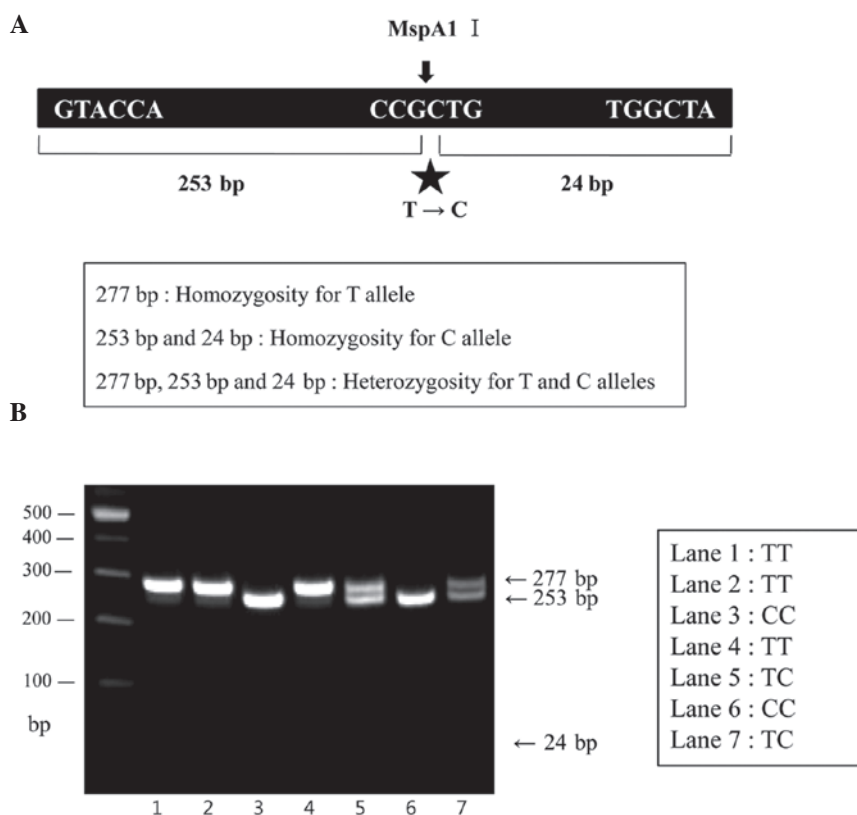 A
MspA1 I
GTACCA CCGCTG TGGCTA
253 bp 24 bp
T → C
277 bp : Homozygosity for T allele
253 bp and 24 bp : Homozygosity for C allele
277 bp, 253 bp and 24 bp : Heterozygosity for T and C alleles
B
500
400
300
200
100
bp
← 277 bp
← 253 bp
← 24 bp
1 2 3 4 5 6 7
Lane 1 : TT
Lane 2 : TT
Lane 3 : CC
Lane 4 : TT
Lane 5 : TC
Lane 6 : CC
Lane 7 : TC